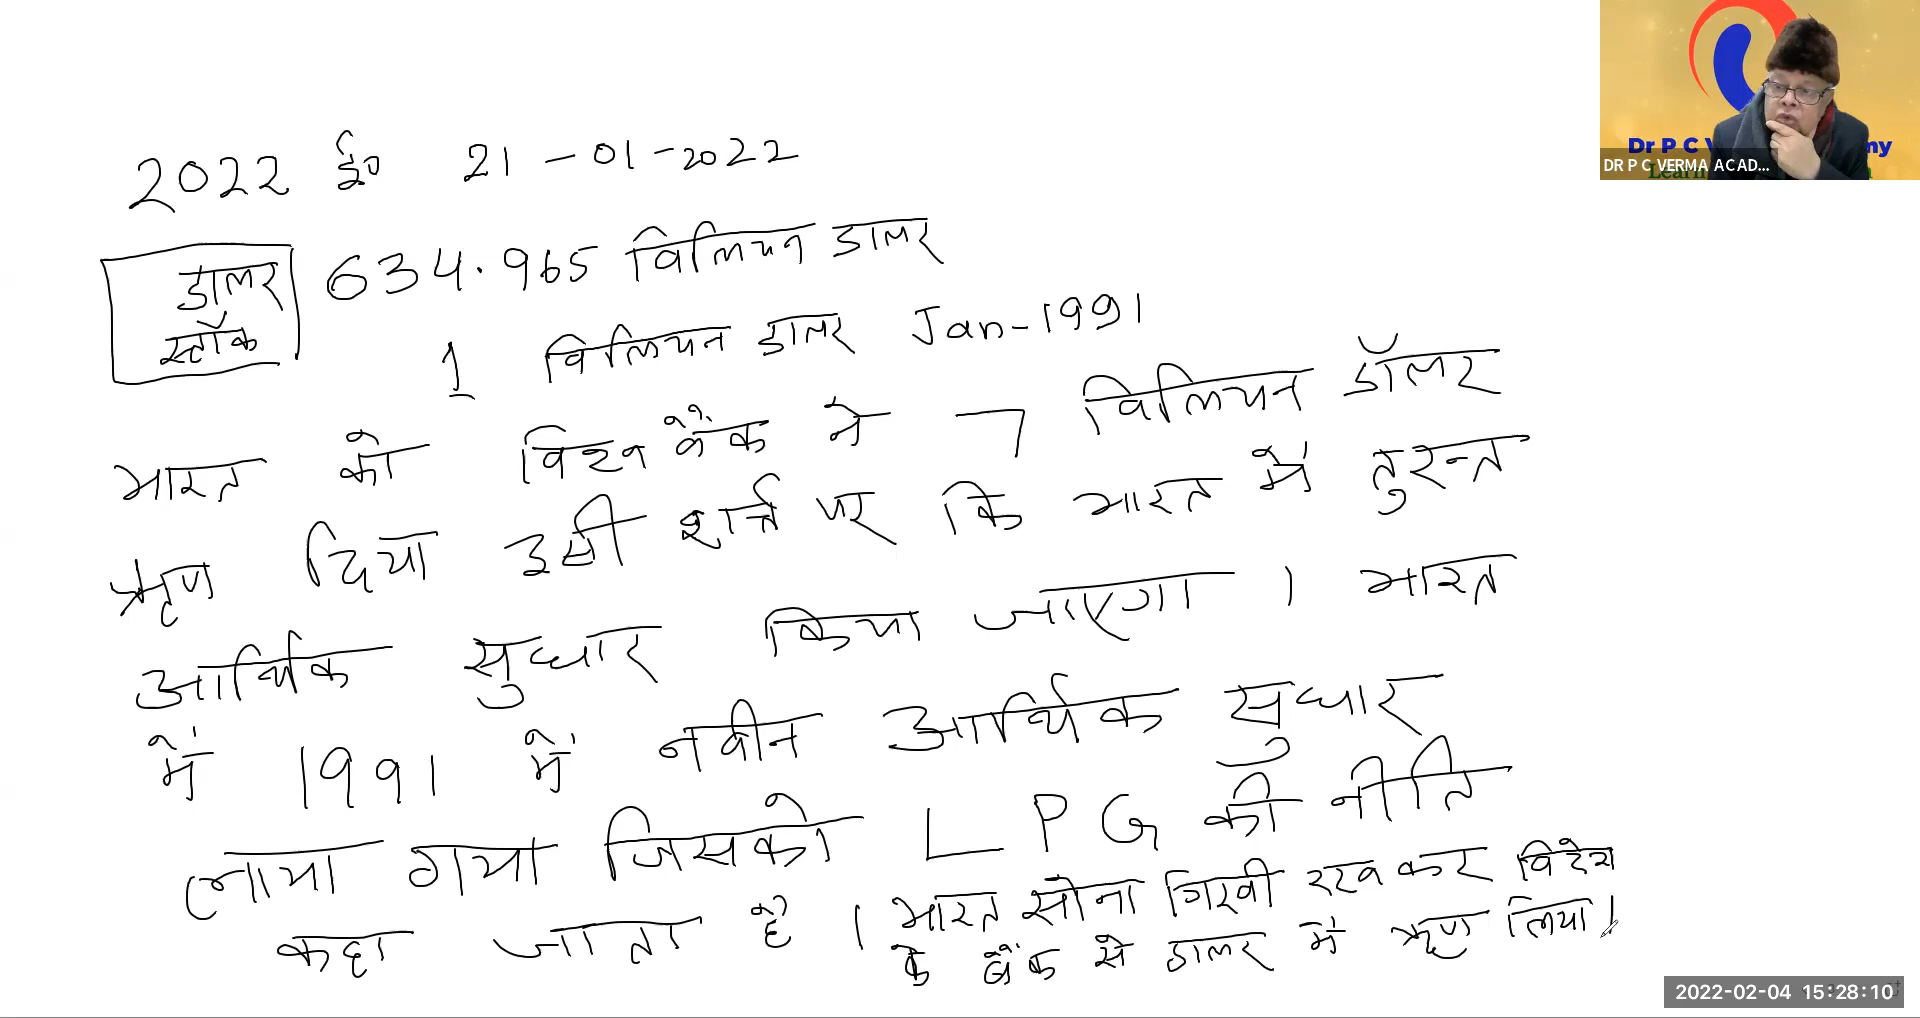 2022 ई० 21-01-2022
डालर स्टॉक
634.965 विलियन डालर
1 विलियन डालर Jan-1991
भारत को विश्व बैंक ने 7 विलियन डॉलर
ऋण दिया इसी शर्त्त पर कि भारत में तुरन्त
आर्थिक सुधार किया जाएगा । भारत
में 1991 में नवीन आर्थिक सुधार
लाया गया जिसको LPG की नीति
कहा जाता है । भारत सोना गिरवी रखकर विदेश
के बैंक से डालर में ऋण लिया।
Dr P C
DR P C VERMA ACAD...
2022-02-04 15:28:10